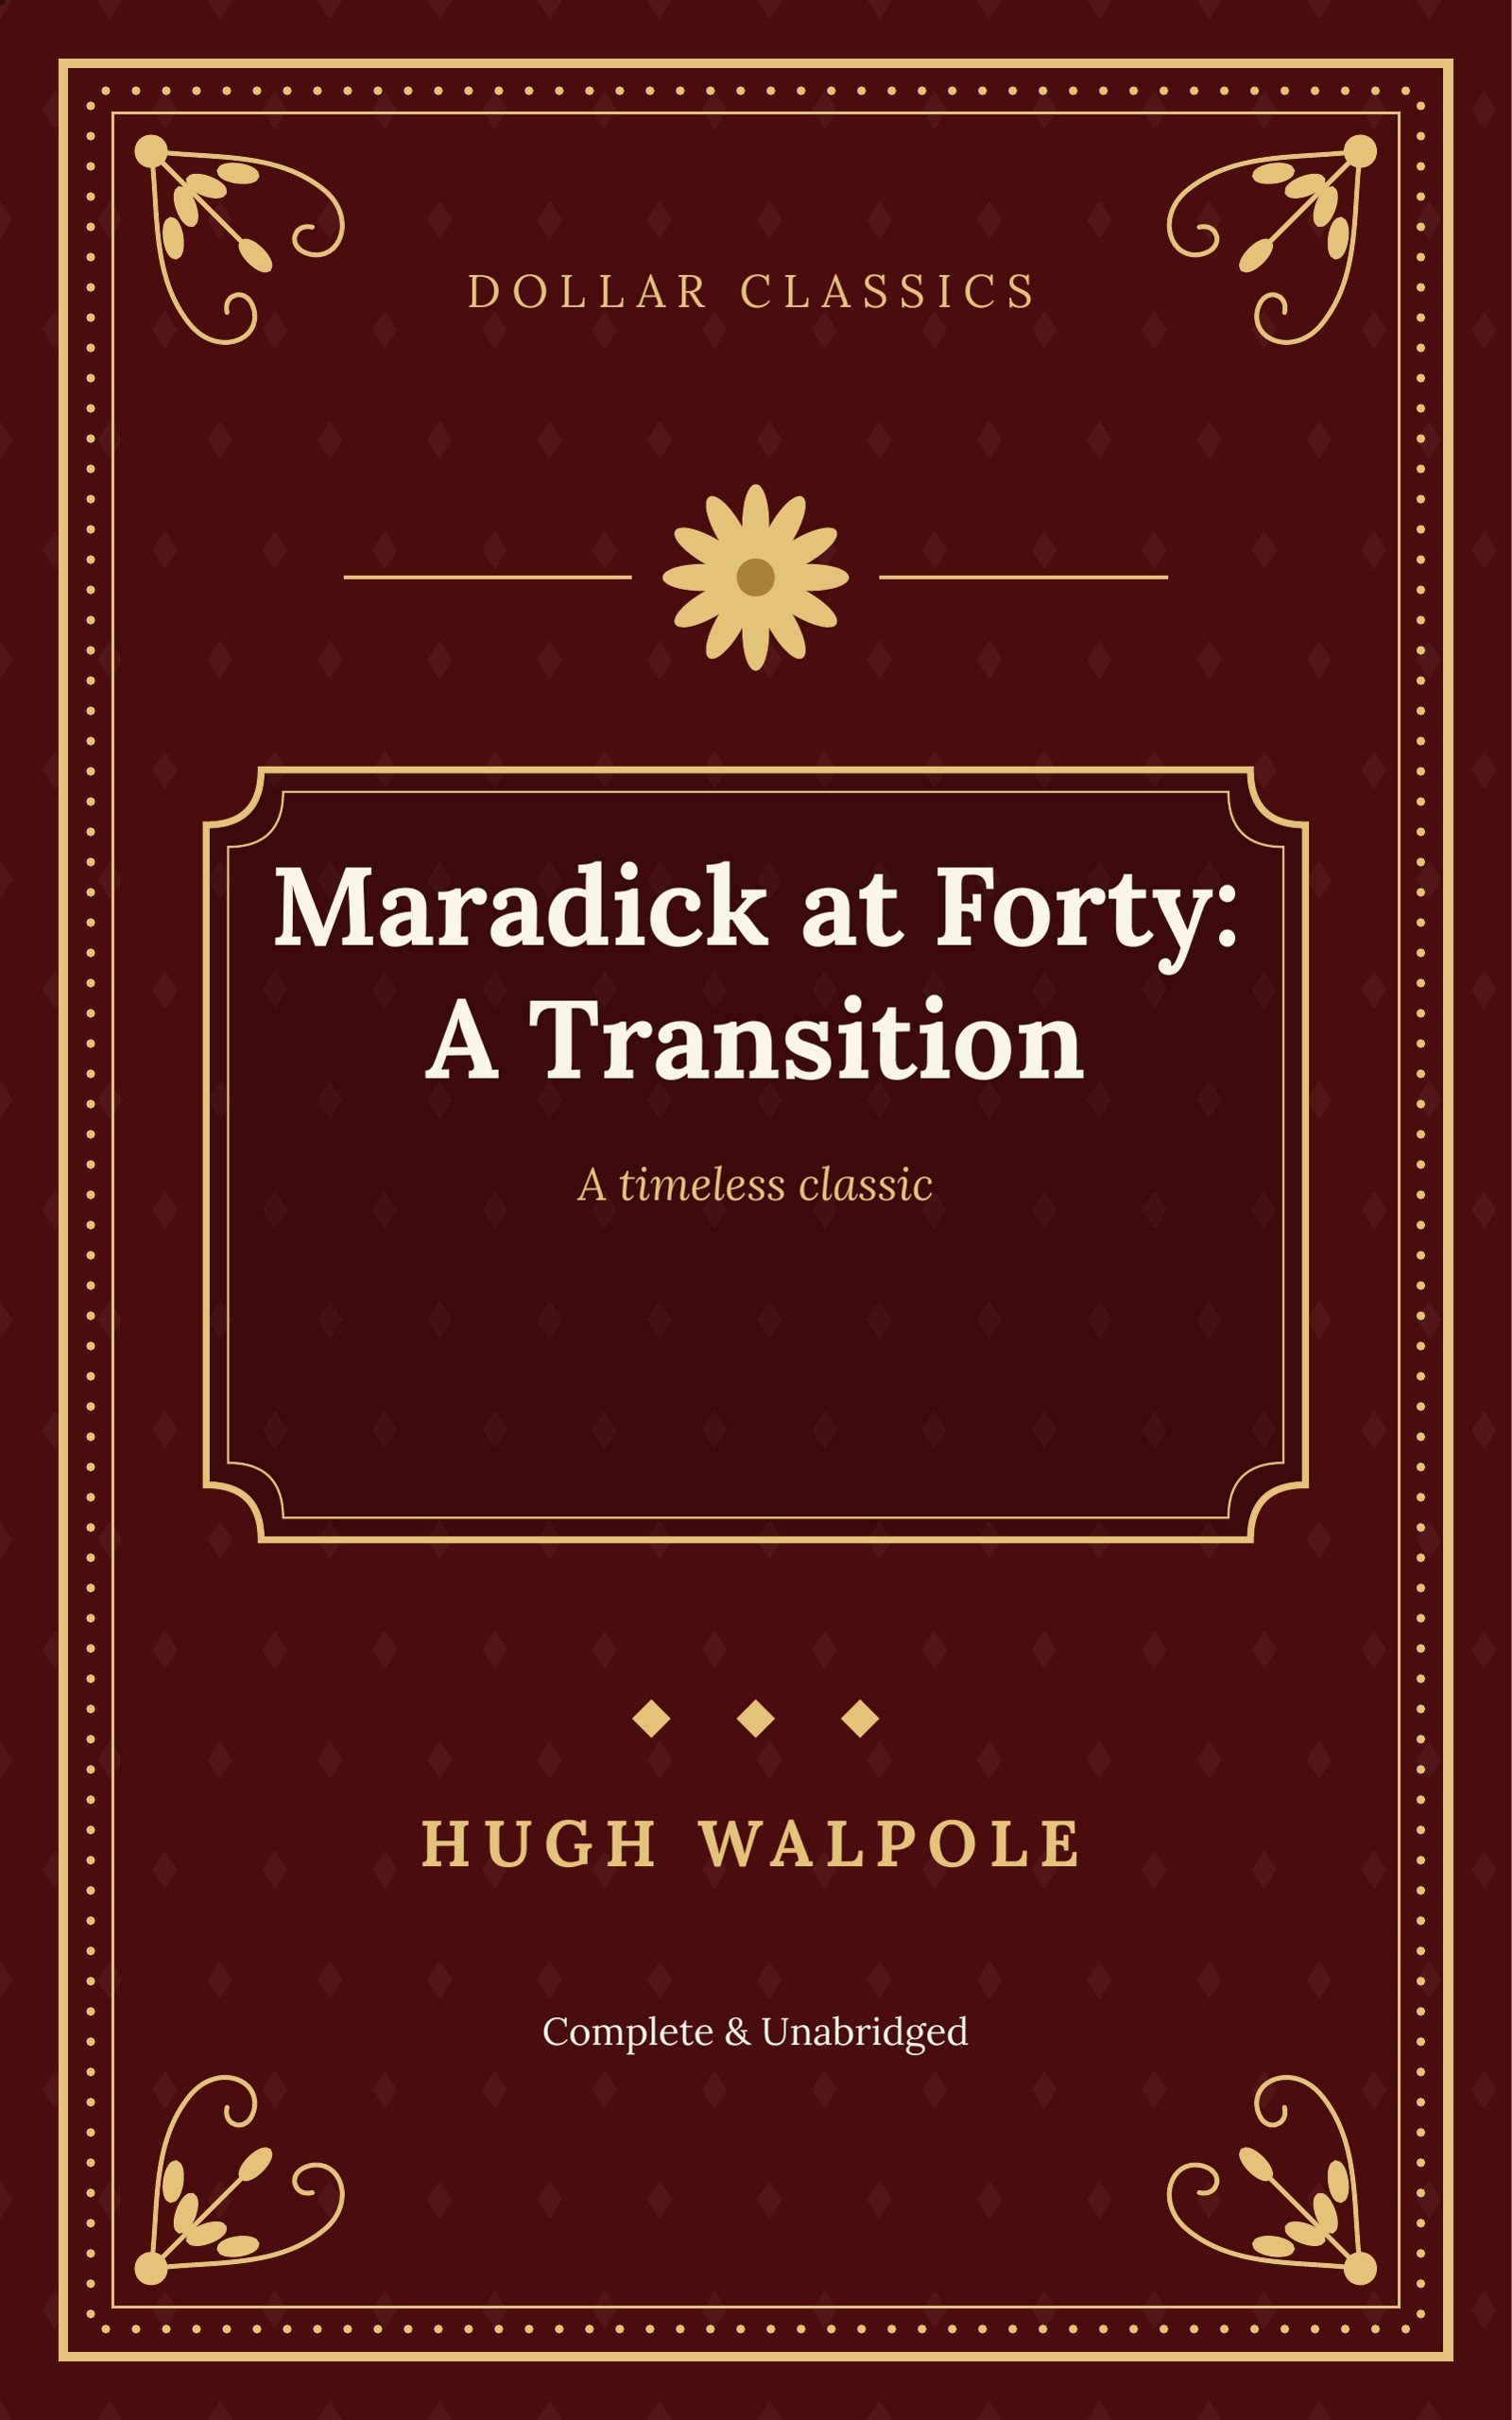 DOLLAR CLASSICS
Maradick at Forty:
A Transition
A timeless classic
HUGH WALPOLE
Complete & Unabridged